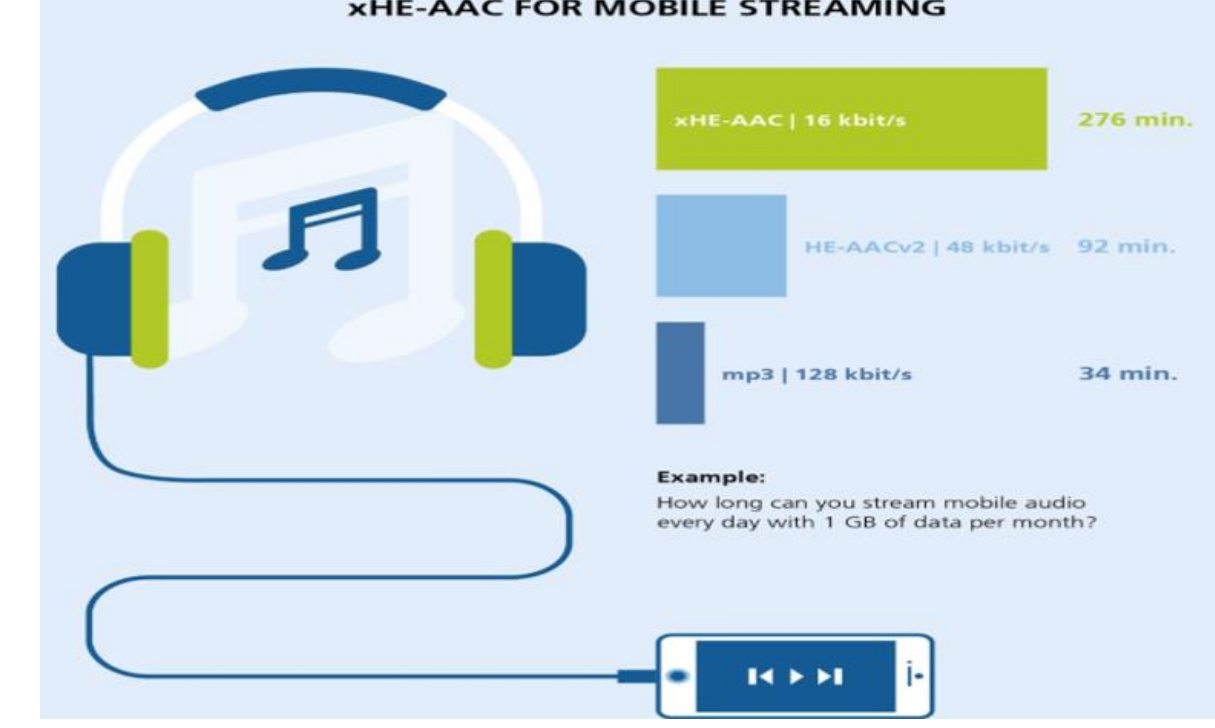 xHE-AAC FOR MOBILE STREAMING
xHE-AAC | 16 kbit/s 276 min.
HE-AACv2 | 48 kbit/s 92 min.
mp3 | 128 kbit/s 34 min.
Example:
How long can you stream mobile audio
every day with 1 GB of data per month?